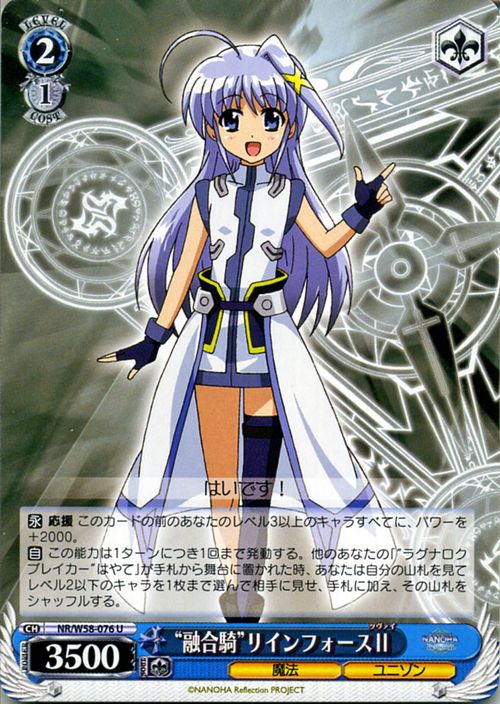 LEVEL
2
1
COST
はいです！
永 応援 このカードの前のあなたのレベル3以上のキャラすべてに、パワーを
＋2000。
自 この能力は1ターンにつき1回まで発動する。他のあなたの「“ラグナロク
ブレイカー”はやて」が手札から舞台に置かれた時、あなたは自分の山札を見て
レベル2以下のキャラを1枚まで選んで相手に見せ、手札に加え、その山札を
シャッフルする。
CH NR/W58-076 U
POWER
3500
SOUL
ツヴァイ
“融合騎”リインフォースII
NANOHA
魔法 ユニゾン
©NANOHA Reflection PROJECT